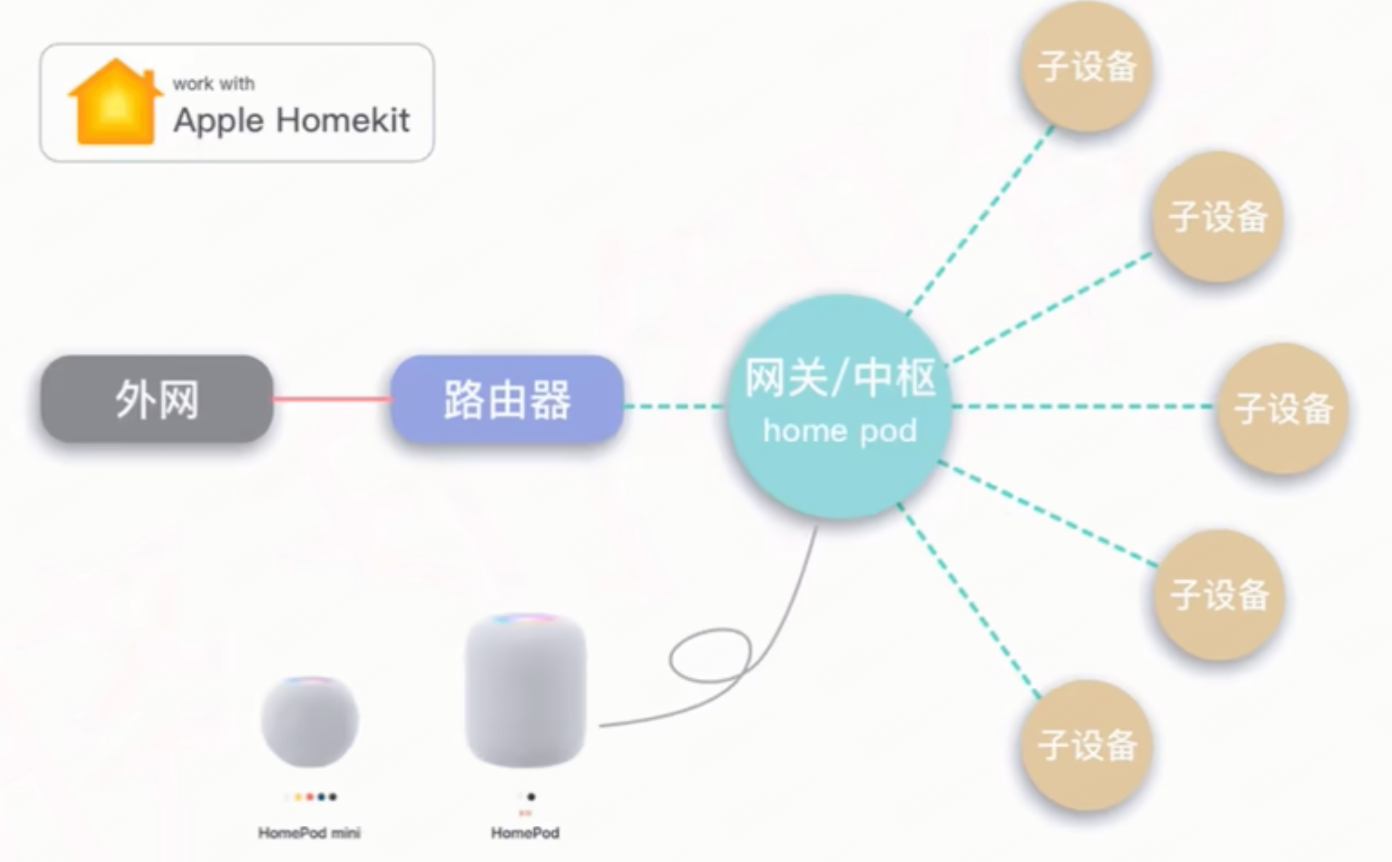 work with
Apple Homekit
子设备
子设备
外网
路由器
网关/中枢
home pod
子设备
子设备
子设备
HomePod mini
HomePod